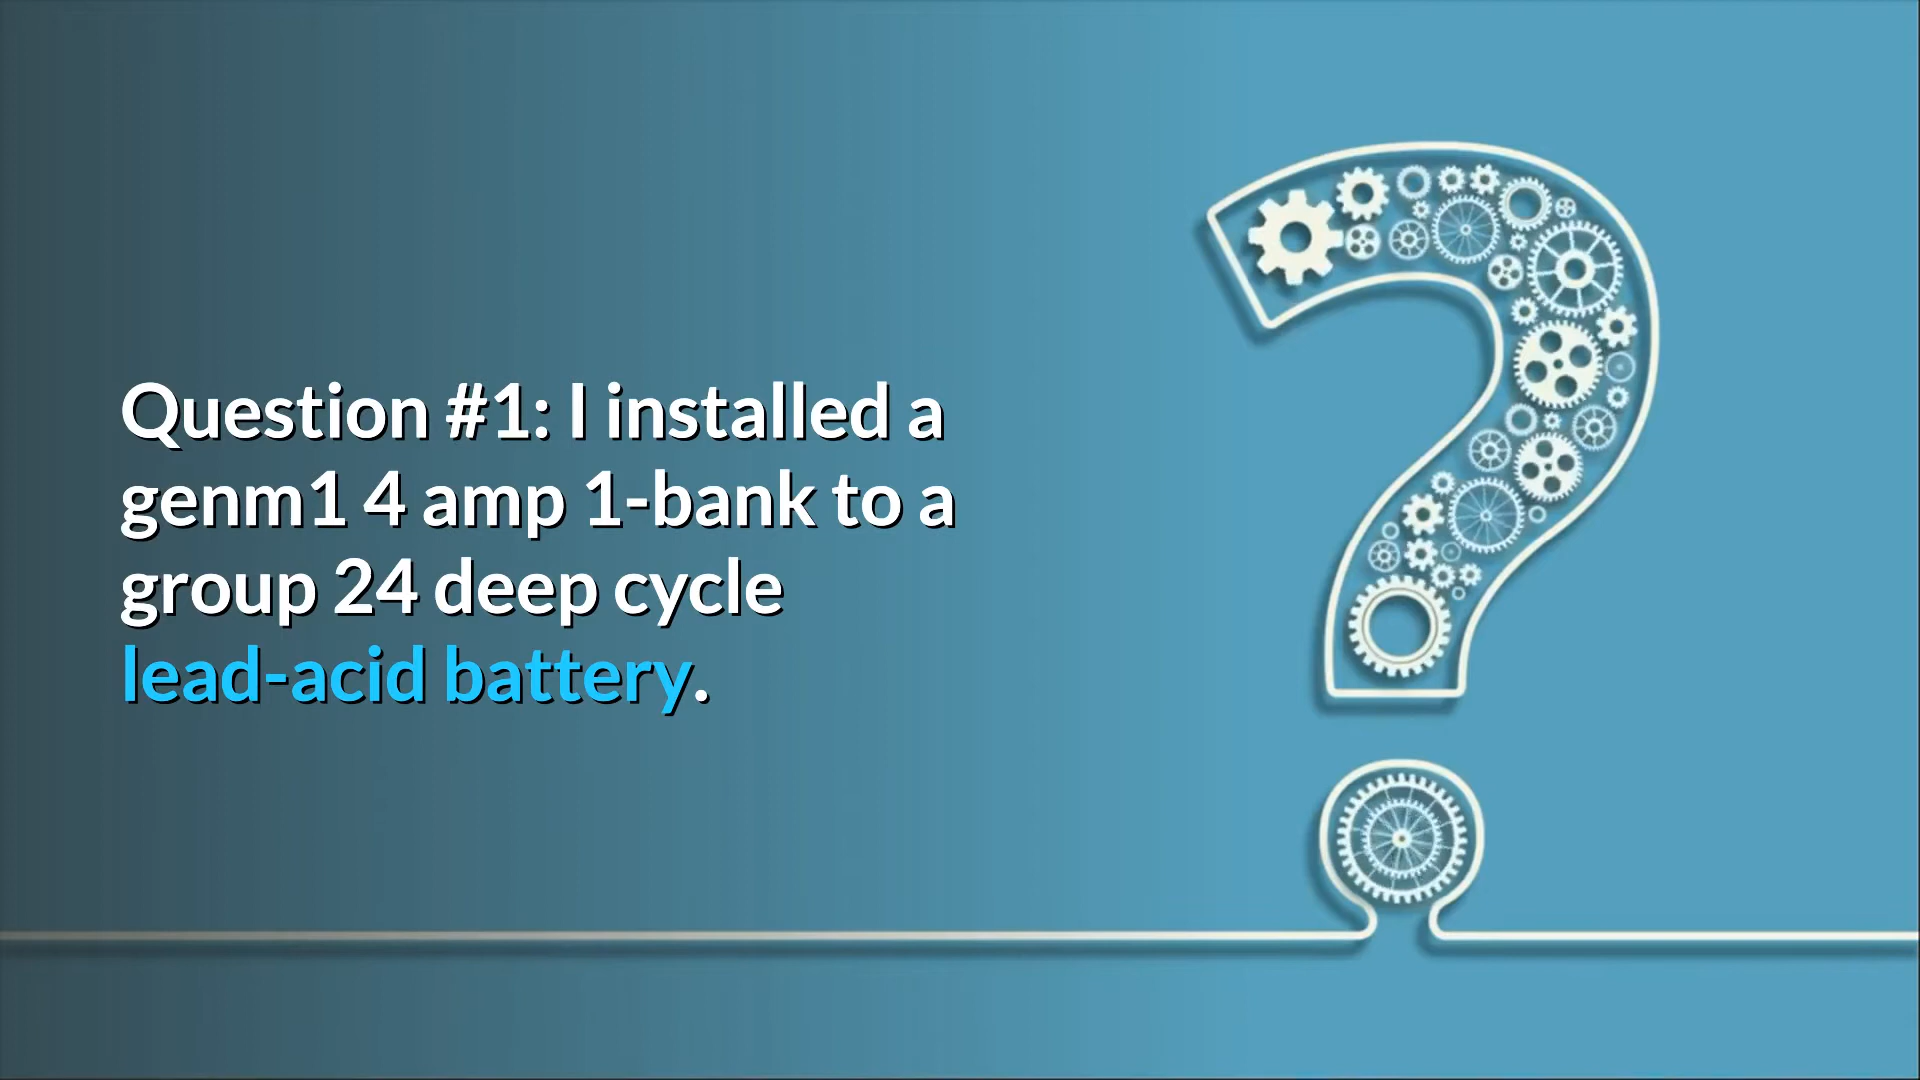 Question #1: I installed a
genm1 4 amp 1-bank to a
group 24 deep cycle
lead-acid battery.